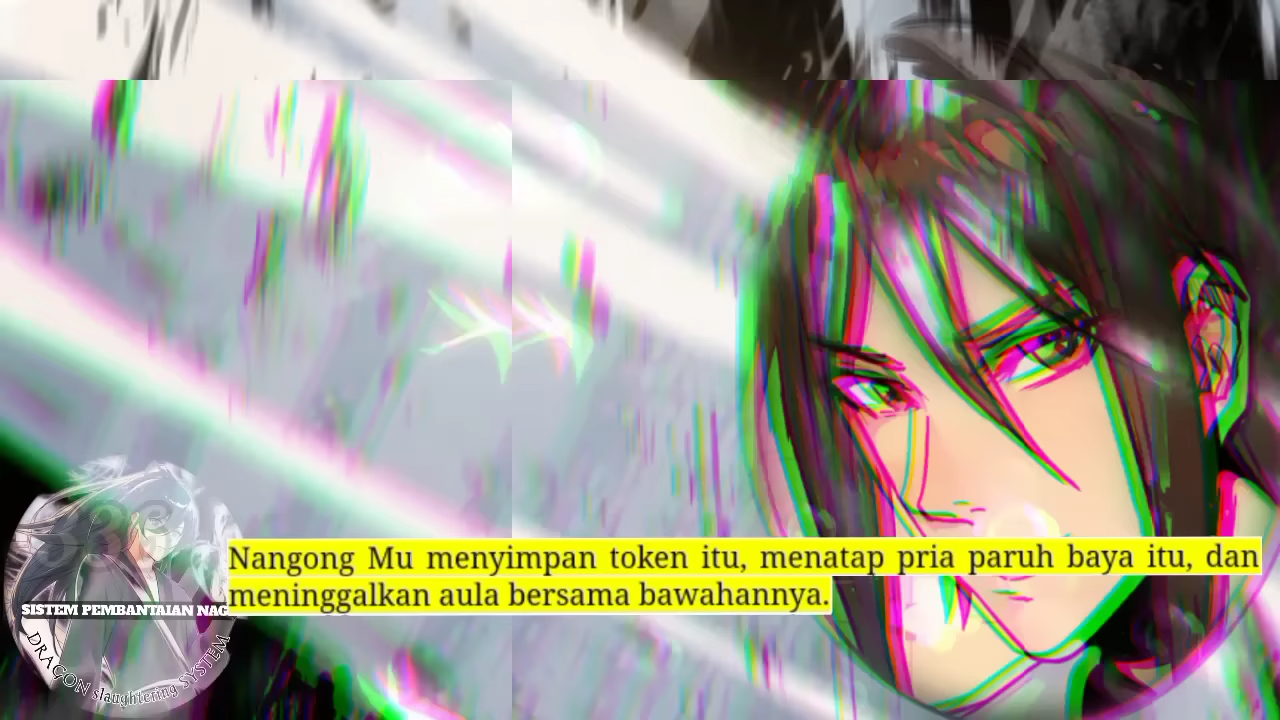 Nangong Mu menyimpan token itu, menatap pria paruh baya itu, dan
meninggalkan aula bersama bawahannya.
SISTEM PEMBANTAIAN NAG
DRAGON slaughtering SYSTEM